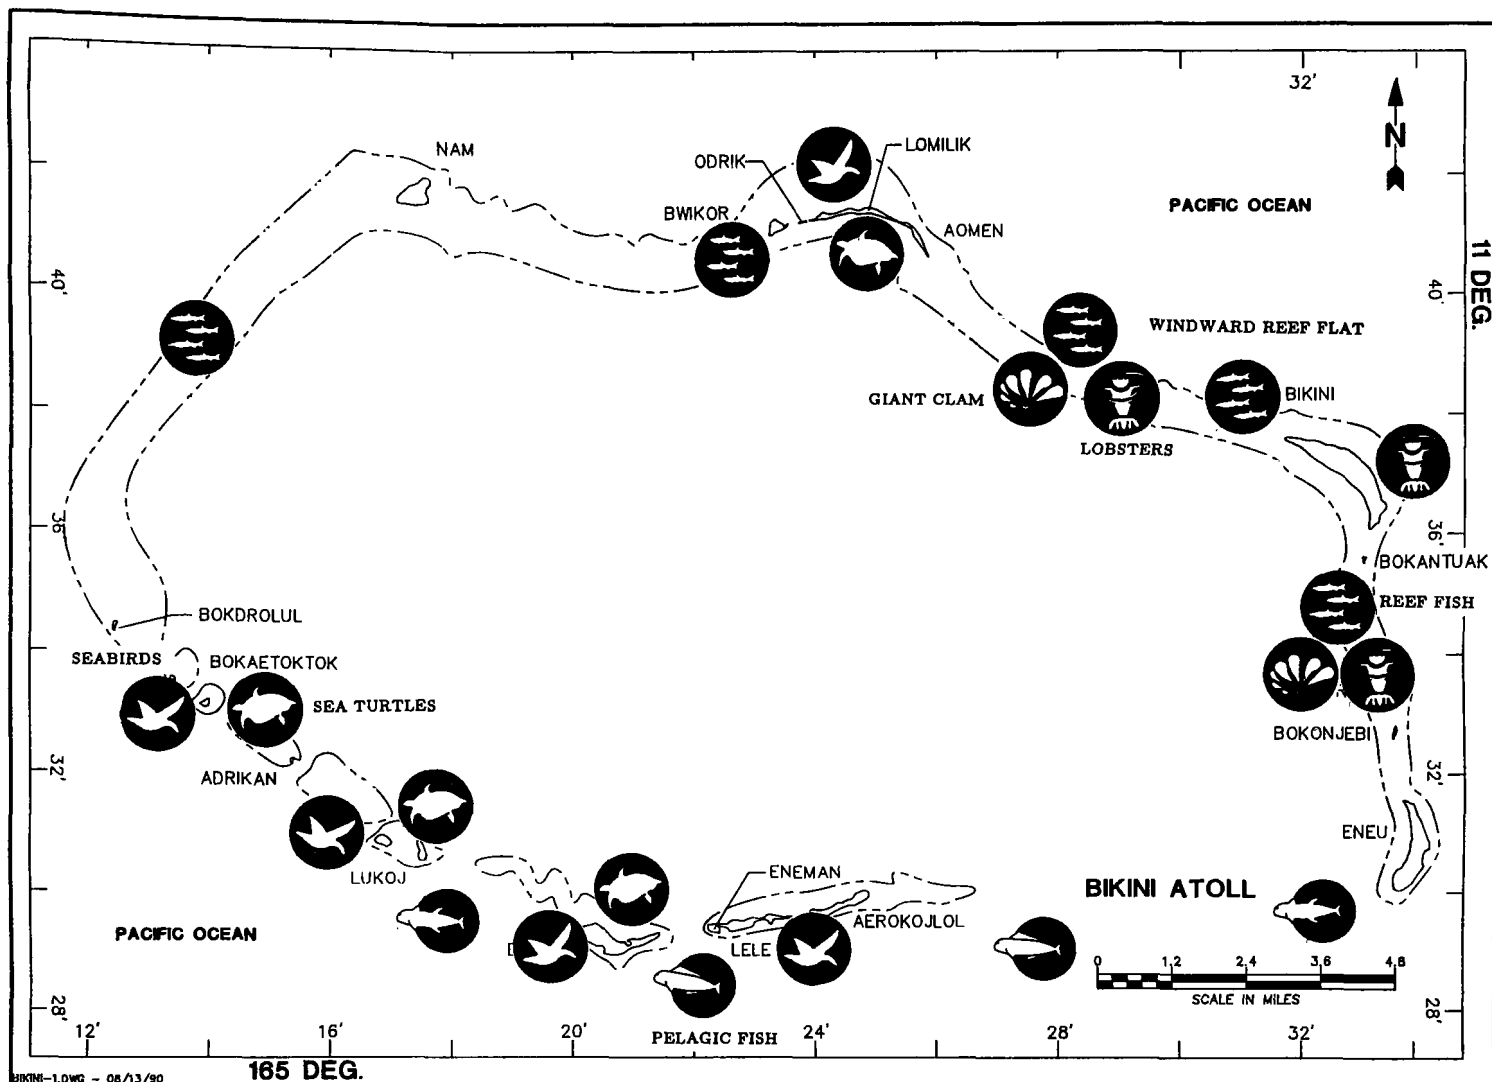 32'
NAM
LOMILIK
ODRIK
N
BWIKOR
PACIFIC OCEAN
AOMEN
11 DEG.
40'
40'
WINDWARD REEF FLAT
GIANT CLAM
BIKINI
LOBSTERS
36'
36'
BOKANTUAK
REEF FISH
BOKDROLUL
SEABIRDS
BOKAETOKTOK
SEA TURTLES
BOKONJEBI
ADRIKAN
32'
32'
ENEU
LUKOJ
ENEMAN
BIKINI ATOLL
AEROKOJLOL
PACIFIC OCEAN
LELE
0 1.2 2.4 3.6 4.8
SCALE IN MILES
28'
28'
12' 16' 20' 24' 28' 32'
PELAGIC FISH
165 DEG.
BIKINI-1.DWG - 08/13/90